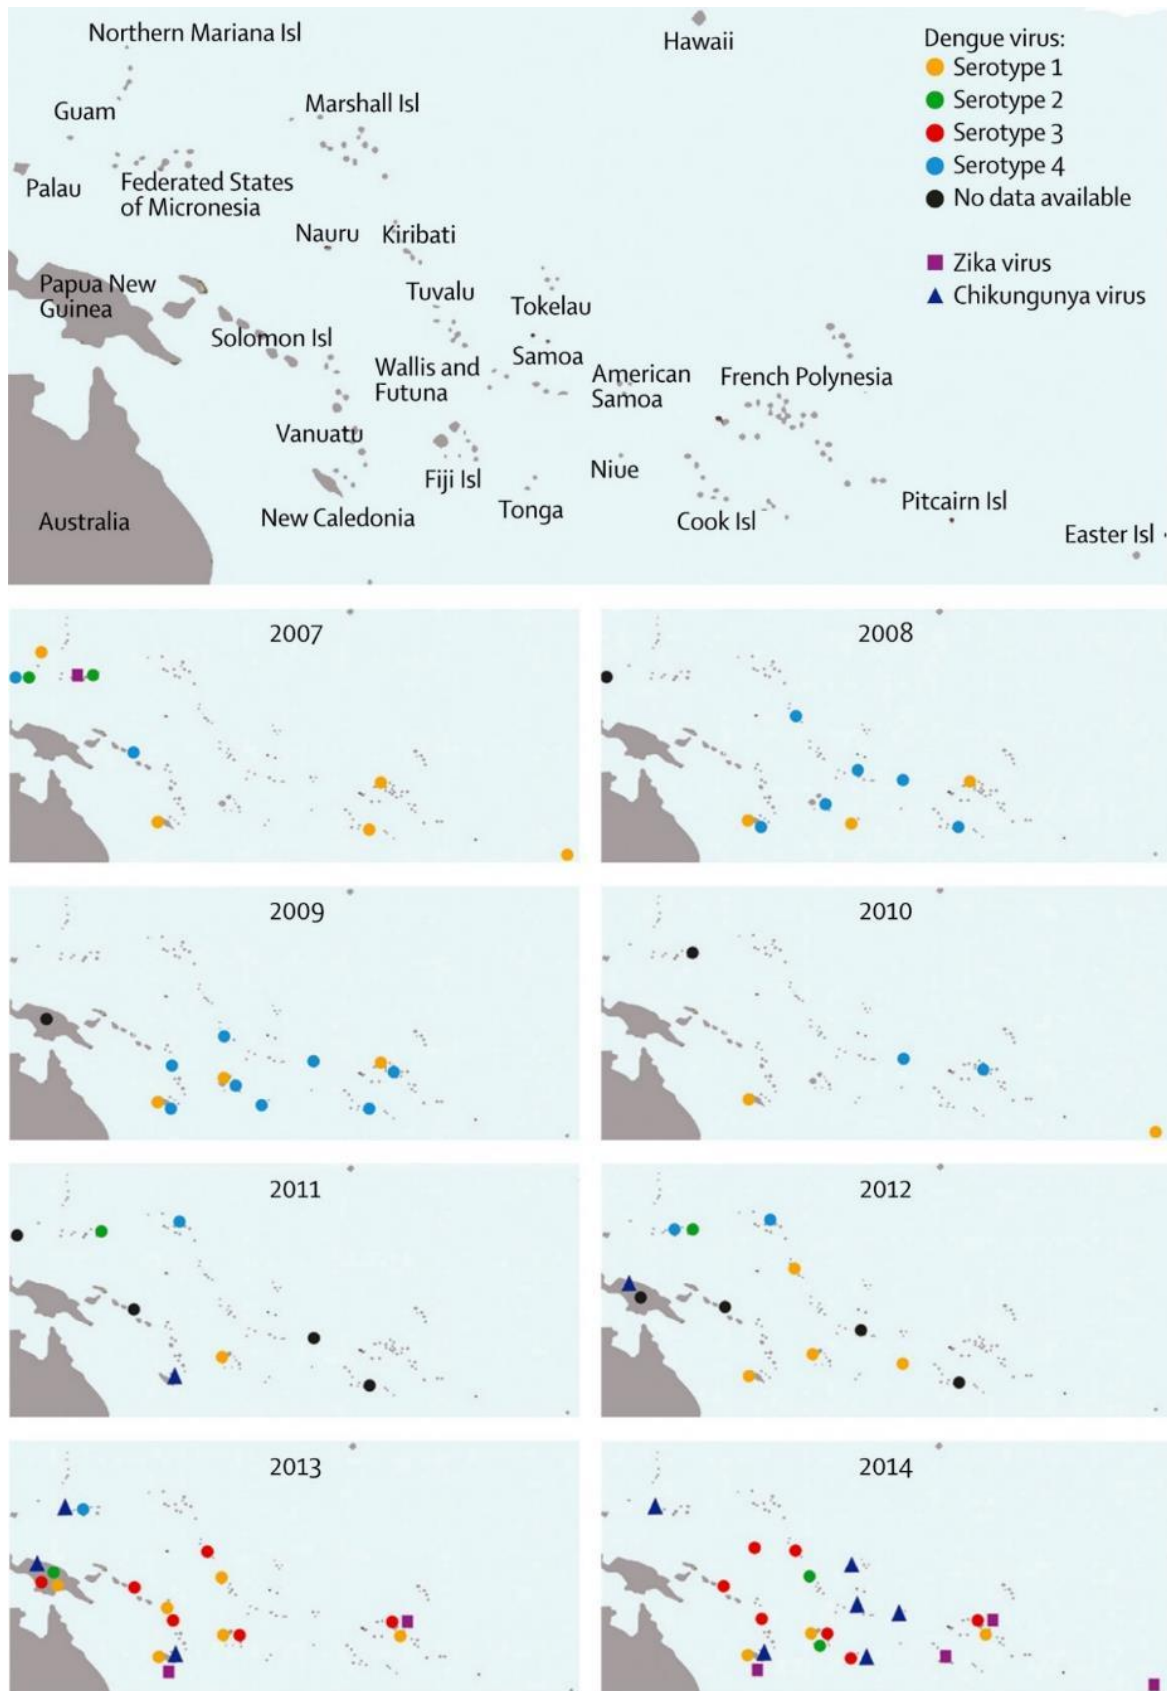 Northern Mariana Isl
Hawaii
Dengue virus:
Serotype 1
Serotype 2
Serotype 3
Serotype 4
No data available
Zika virus
Chikungunya virus
Guam
Marshall Isl
Palau
Federated States
of Micronesia
Nauru
Kiribati
Papua New
Guinea
Tuvalu
Tokelau
Solomon Isl
Samoa
Wallis and
Futuna
American
Samoa
French Polynesia
Vanuatu
Fiji Isl
Niue
Tonga
New Caledonia
Cook Isl
Pitcairn Isl
Easter Isl
Australia
2007
2008
2009
2010
2011
2012
2013
2014